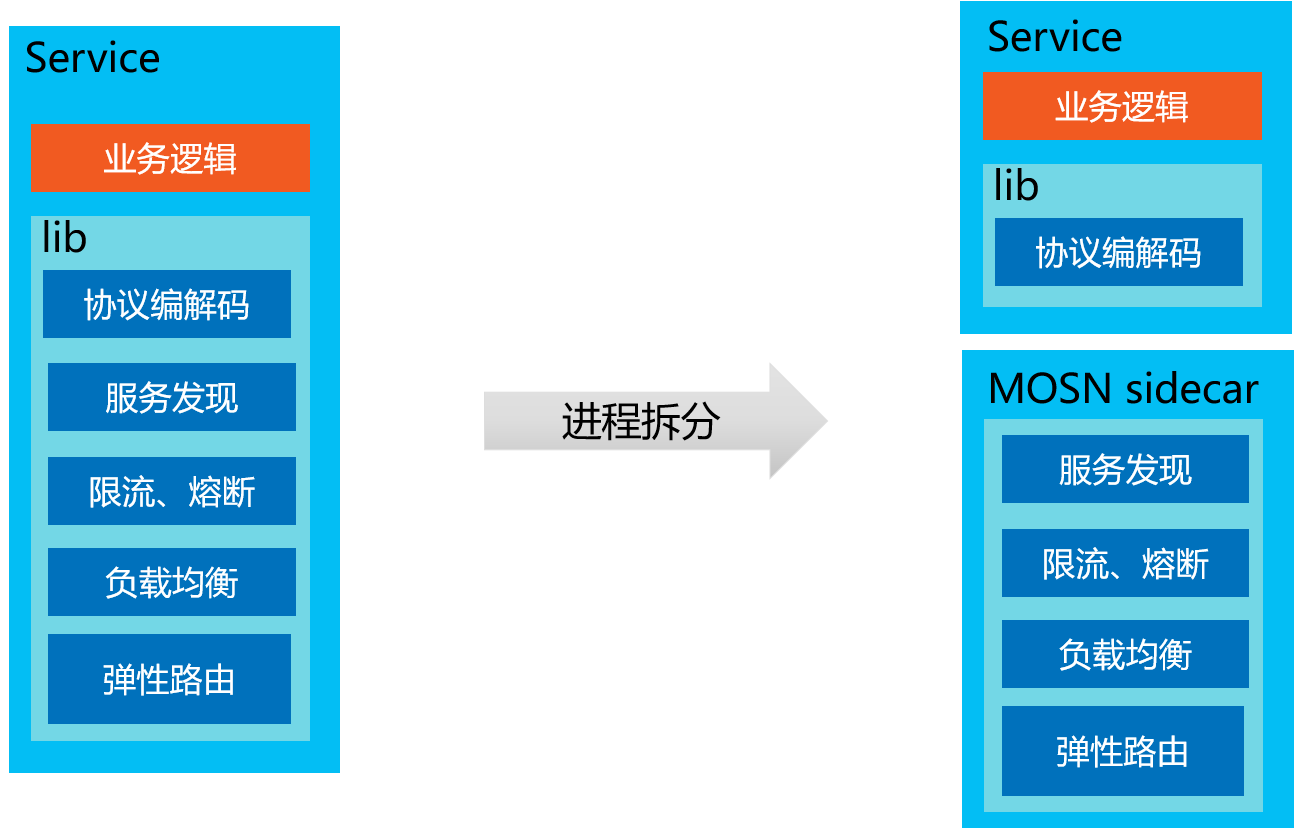 Service
业务逻辑
lib
协议编解码
服务发现
限流、熔断
负载均衡
弹性路由
进程拆分
Service
业务逻辑
lib
协议编解码
MOSN sidecar
服务发现
限流、熔断
负载均衡
弹性路由